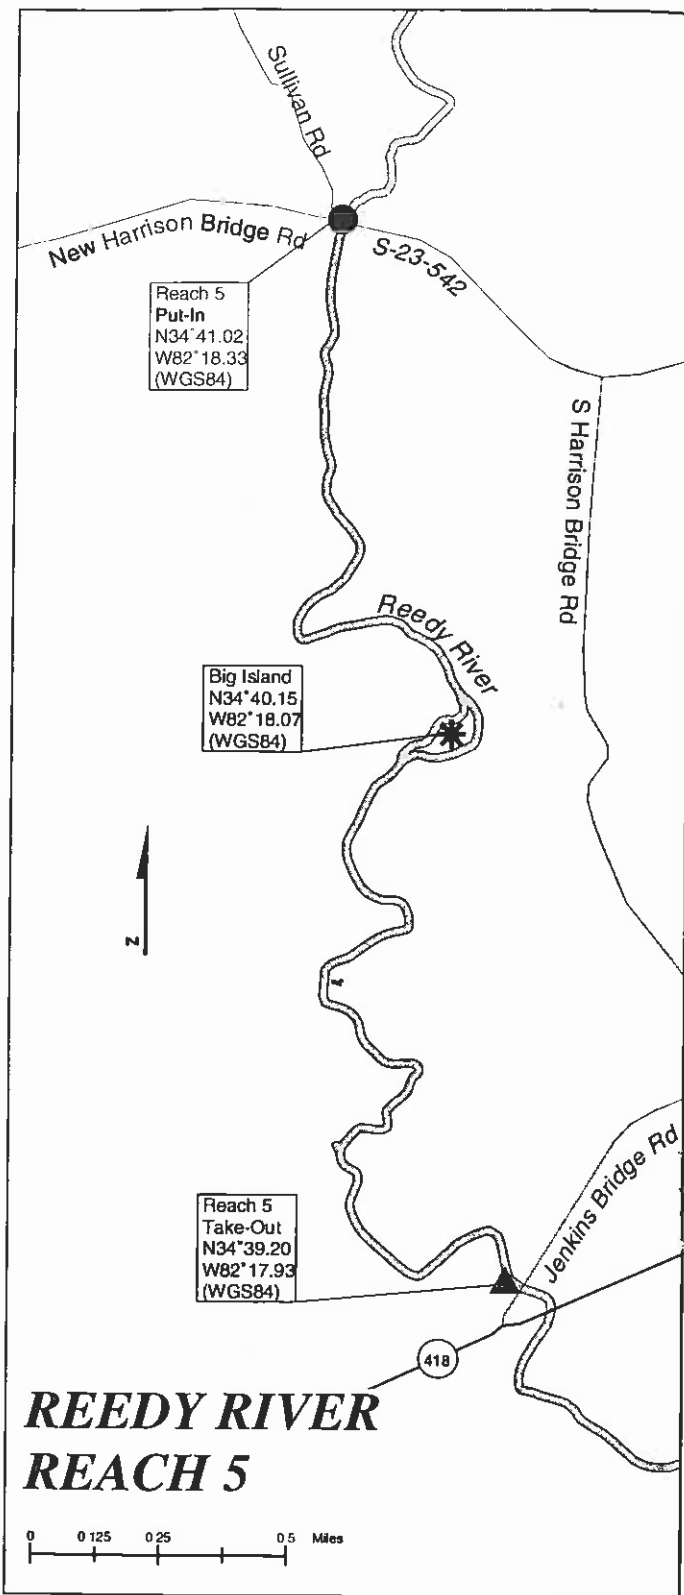 Sullivan Rd
New Harrison Bridge Rd
S-23-542
Reach 5
Put-In
N34°41.02
W82°18.33
(WGS84)
S Harrison Bridge Rd
Reedy River
Big Island
N34°40.15
W82°18.07
(WGS84)
N
Reach 5
Take-Out
N34°39.20
W82°17.93
(WGS84)
Jenkins Bridge Rd
418
REEDY RIVER
REACH 5
0 0 125 0 25 0 5 Miles